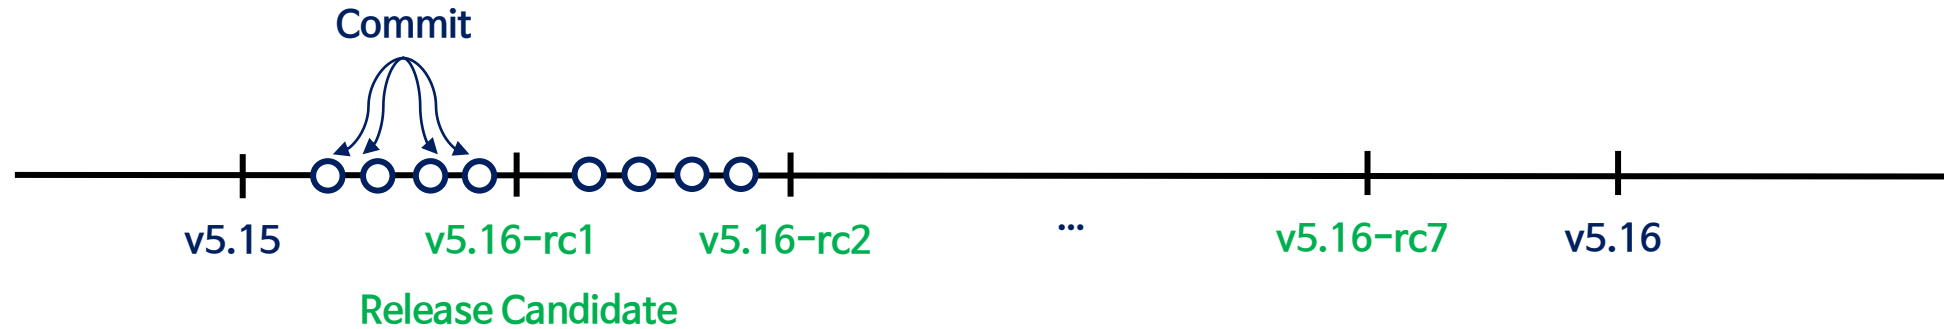 Commit
v5.15 v5.16-rc1 v5.16-rc2 ... v5.16-rc7 v5.16
Release Candidate